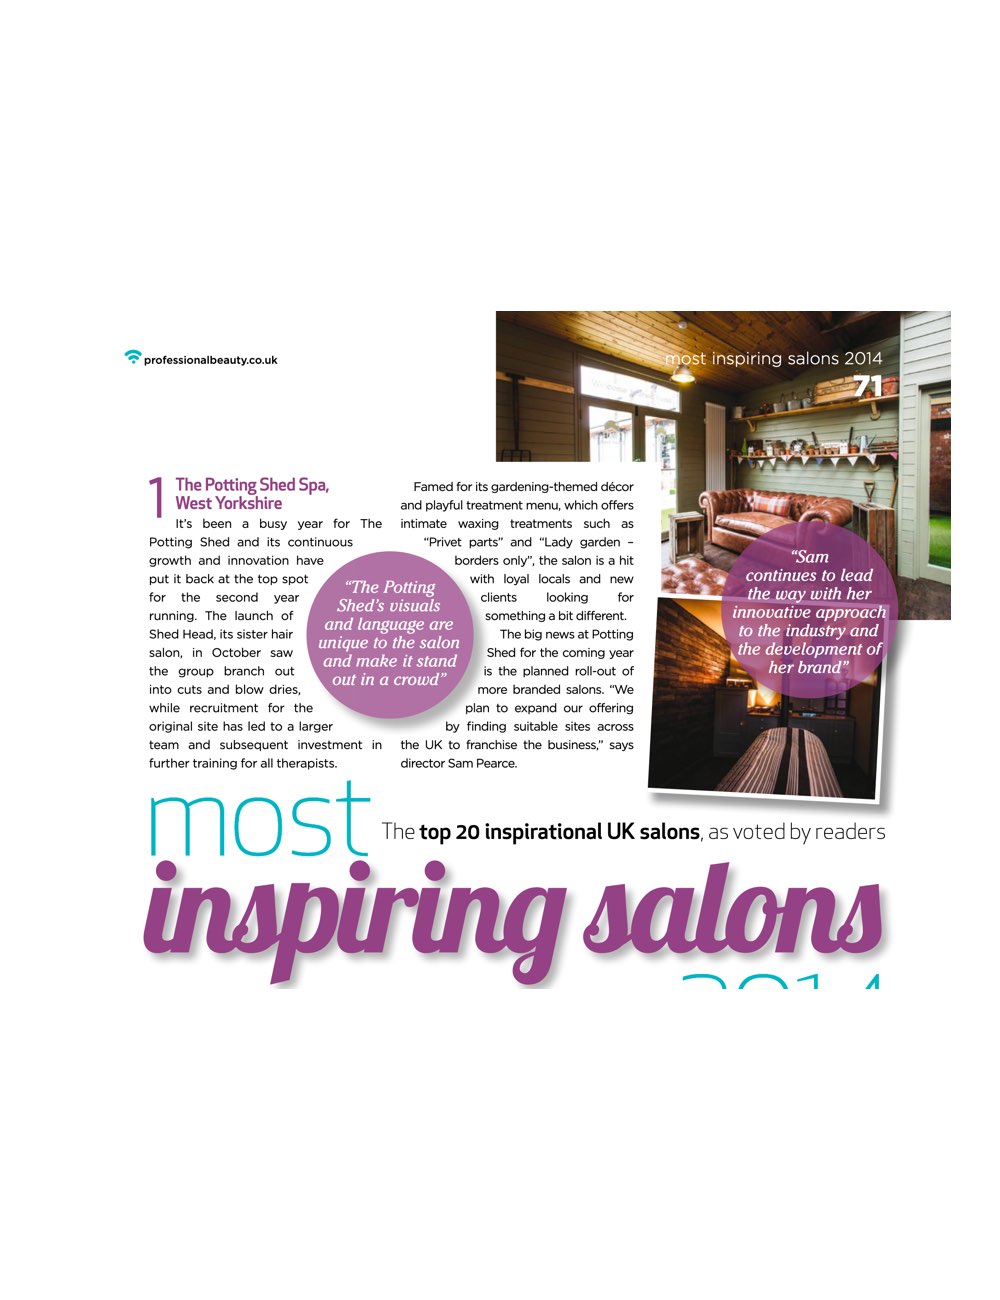 professionalbeauty.co.uk
most inspiring salons 2014
71
1 The Potting Shed Spa,
West Yorkshire
It’s been a busy year for The
Potting Shed and its continuous
growth and innovation have
put it back at the top spot
for the second year
running. The launch of
Shed Head, its sister hair
salon, in October saw
the group branch out
into cuts and blow dries,
while recruitment for the
original site has led to a larger
team and subsequent investment in
further training for all therapists.
“The Potting
Shed’s visuals
and language are
unique to the salon
and make it stand
out in a crowd”
Famed for its gardening-themed décor
and playful treatment menu, which offers
intimate waxing treatments such as
“Privet parts” and “Lady garden –
borders only”, the salon is a hit
with loyal locals and new
clients looking for
something a bit different.
The big news at Potting
Shed for the coming year
is the planned roll-out of
more branded salons. “We
plan to expand our offering
by finding suitable sites across
the UK to franchise the business,” says
director Sam Pearce.
“Sam
continues to lead
the way with her
innovative approach
to the industry and
the development of
her brand”
most
The top 20 inspirational UK salons, as voted by readers
inspiring salons
2014